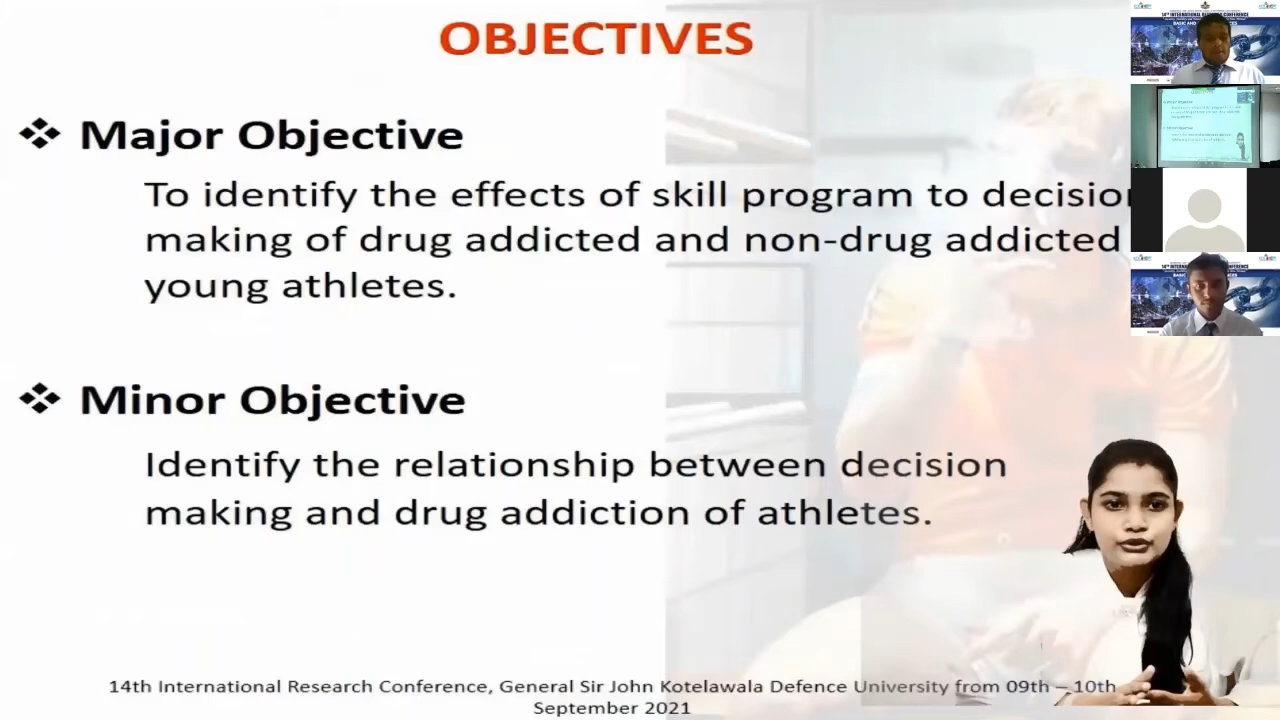 OBJECTIVES
Major Objective
To identify the effects of skill program to decision
making of drug addicted and non-drug addicted
young athletes.
Minor Objective
Identify the relationship between decision
making and drug addiction of athletes.
14th International Research Conference, General Sir John Kotelawala Defence University from 09th – 10th
September 2021